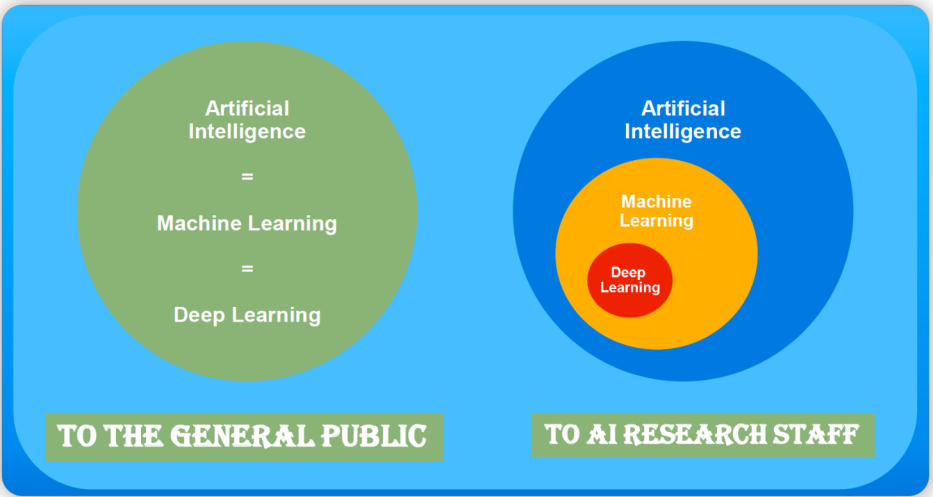 Artificial
Intelligence
=
Machine Learning
=
Deep Learning
TO THE GENERAL PUBLIC
Artificial
Intelligence
Machine
Learning
Deep
Learning
TO AI RESEARCH STAFF